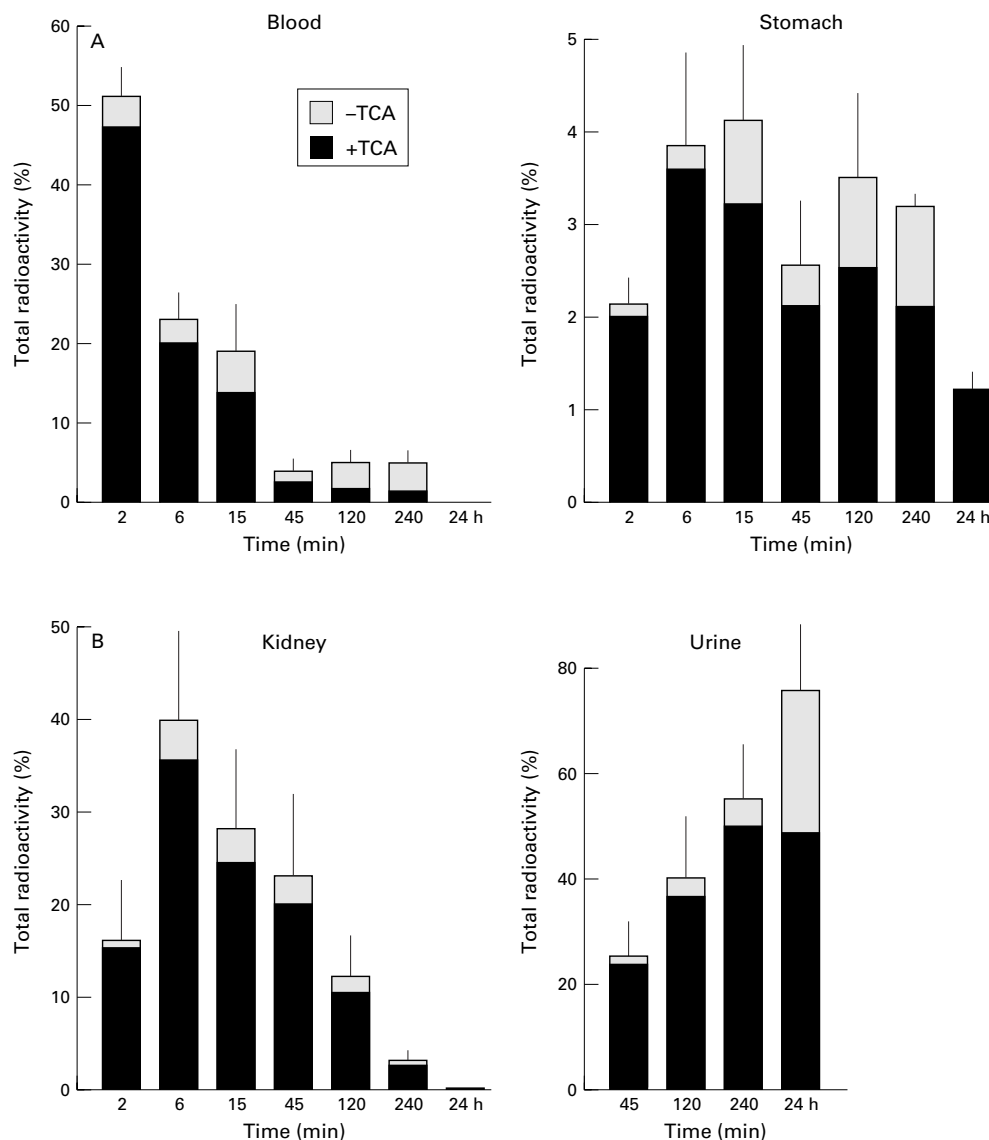 A
Blood
Total radioactivity (%)
60
50
40
30
20
10
0
–TCA
+TCA
2 6 15 45 120 240 24 h
Time (min)
Stomach
Total radioactivity (%)
5
4
3
2
1
0
2 6 15 45 120 240 24 h
Time (min)
B
Kidney
Total radioactivity (%)
50
40
30
20
10
0
2 6 15 45 120 240 24 h
Time (min)
Urine
Total radioactivity (%)
80
60
40
20
0
45 120 240 24 h
Time (min)